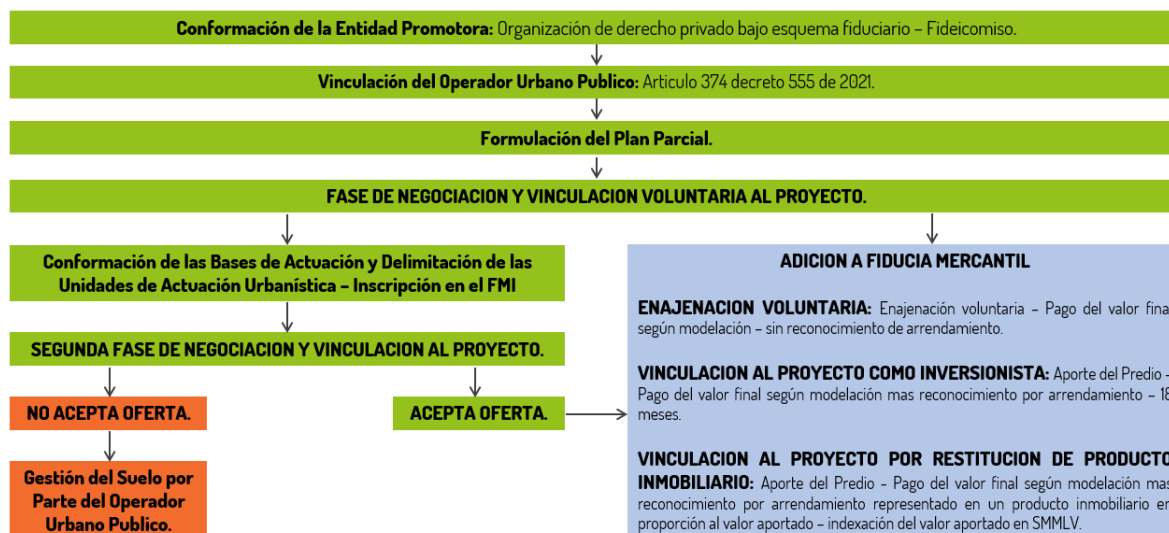 Conformación de la Entidad Promotora: Organización de derecho privado bajo esquema fiduciario – Fideicomiso.
Vinculación del Operador Urbano Publico: Articulo 374 decreto 555 de 2021.
Formulación del Plan Parcial.
FASE DE NEGOCIACION Y VINCULACION VOLUNTARIA AL PROYECTO.
Conformación de las Bases de Actuación y Delimitación de las
Unidades de Actuación Urbanística – Inscripción en el FMI
SEGUNDA FASE DE NEGOCIACION Y VINCULACION AL PROYECTO.
NO ACEPTA OFERTA.
ACEPTA OFERTA.
Gestión del Suelo por
Parte del Operador
Urbano Publico.
ADICION A FIDUCIA MERCANTIL
ENAJENACION VOLUNTARIA: Enajenación voluntaria – Pago del valor final
según modelación – sin reconocimiento de arrendamiento.
VINCULACION AL PROYECTO COMO INVERSIONISTA: Aporte del Predio -
Pago del valor final según modelación mas reconocimiento por arrendamiento – 18
meses.
VINCULACION AL PROYECTO POR RESTITUCION DE PRODUCTO
INMOBILIARIO: Aporte del Predio - Pago del valor final según modelación mas
reconocimiento por arrendamiento representado en un producto inmobiliario en
proporción al valor aportado – indexación del valor aportado en SMMLV.